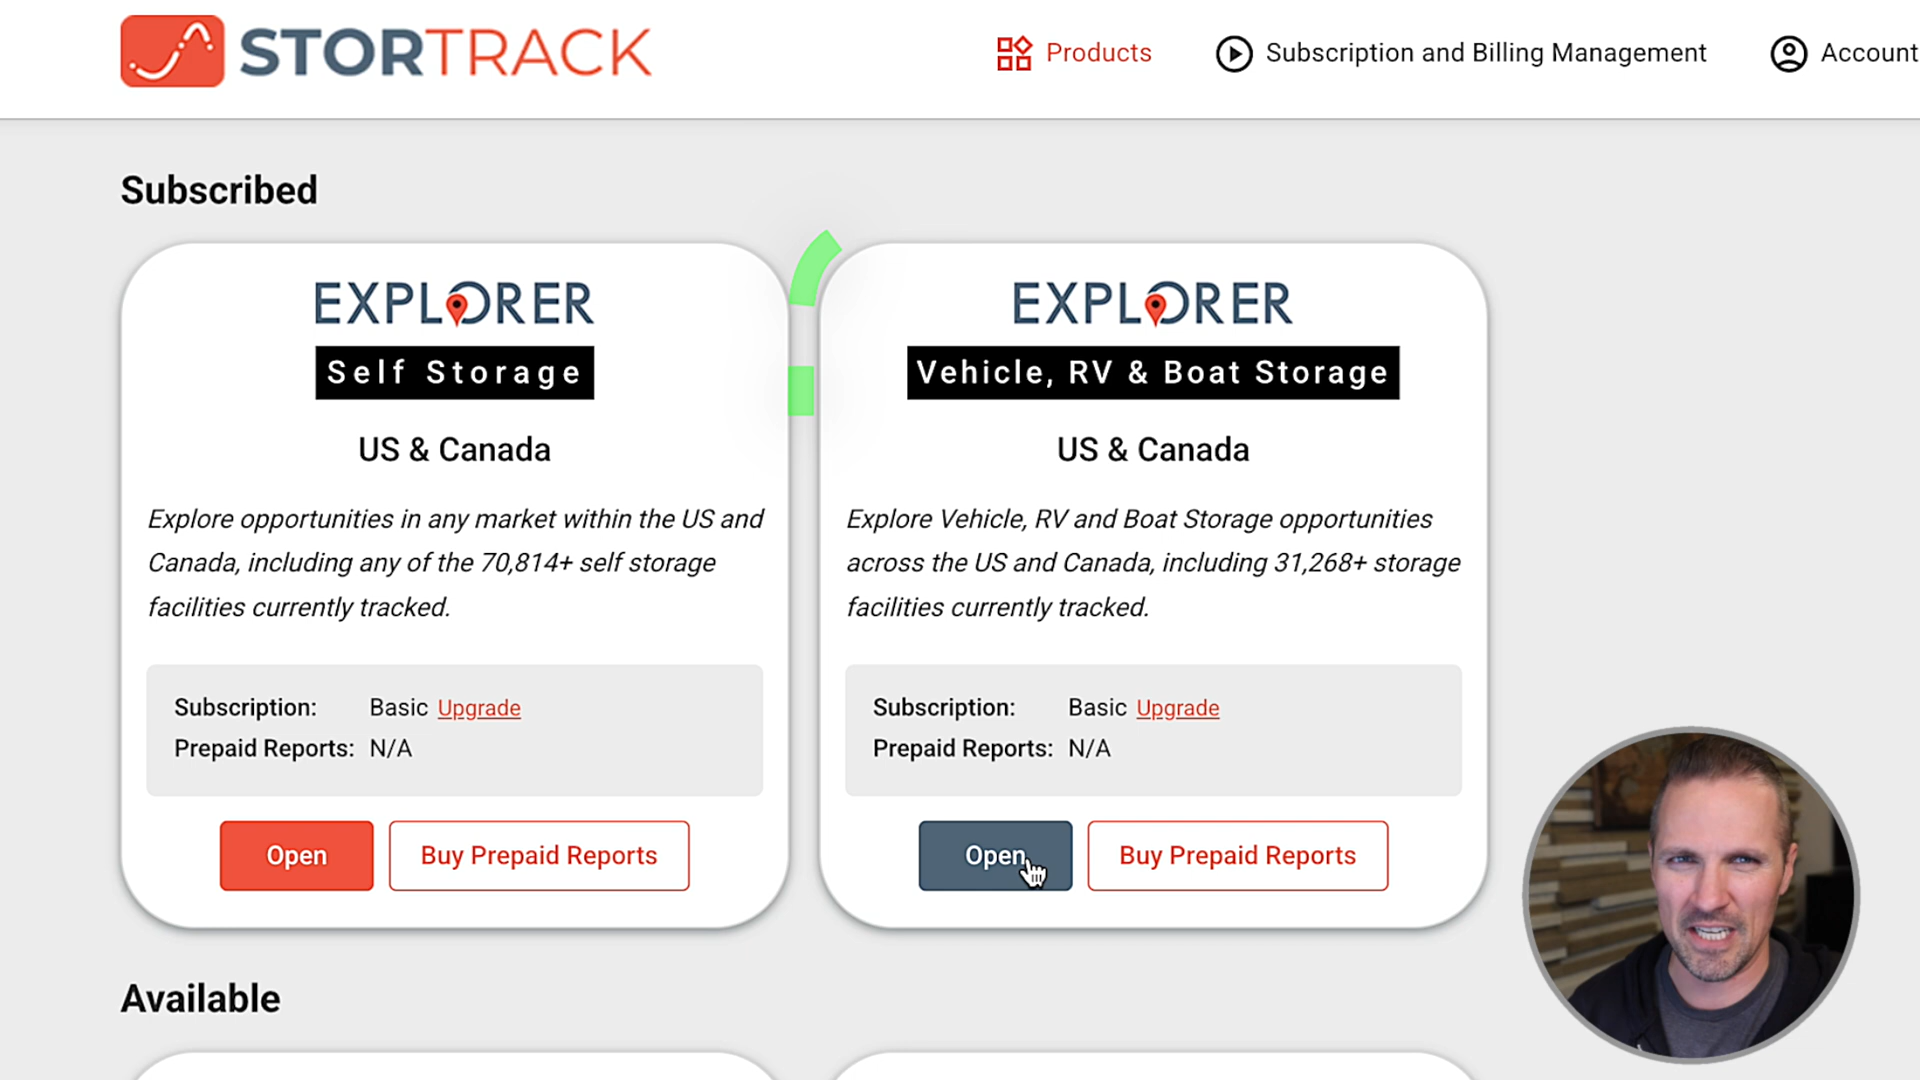 STORTRACK
Products
Subscription and Billing Management
Account
Subscribed
EXPLORER
Self Storage
US & Canada
Explore opportunities in any market within the US and
Canada, including any of the 70,814+ self storage
facilities currently tracked.
Subscription: Basic Upgrade
Prepaid Reports: N/A
Open
Buy Prepaid Reports
EXPLORER
Vehicle, RV & Boat Storage
US & Canada
Explore Vehicle, RV and Boat Storage opportunities
across the US and Canada, including 31,268+ storage
facilities currently tracked.
Subscription: Basic Upgrade
Prepaid Reports: N/A
Open
Buy Prepaid Reports
Available